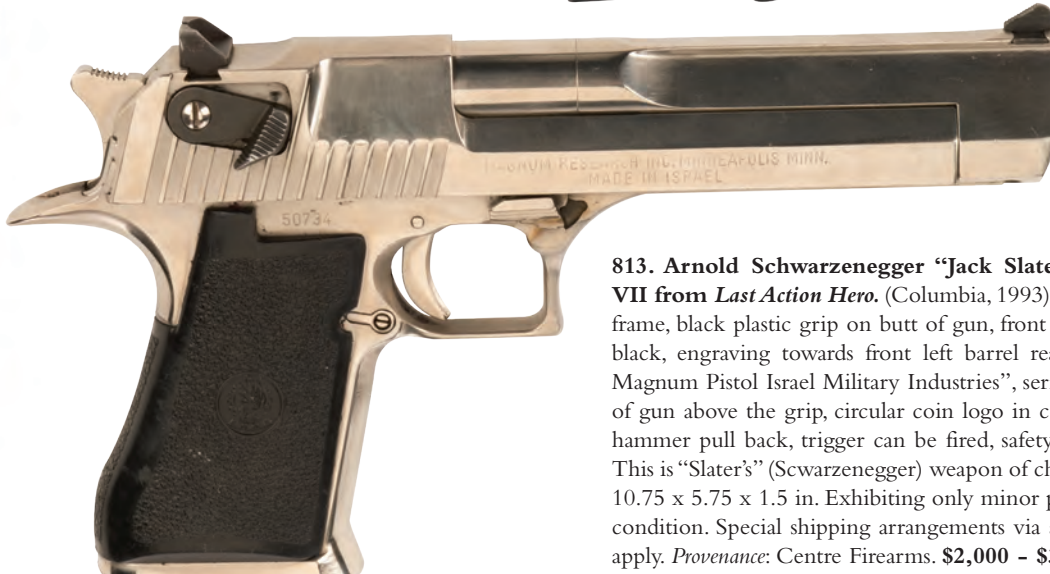 MAGNUM RESEARCH INC. MINNEAPOLIS MINN.
MADE IN ISRAEL
50734
813. Arnold Schwarzenegger “Jack Slate
VII from Last Action Hero. (Columbia, 1993)
frame, black plastic grip on butt of gun, front
black, engraving towards front left barrel rea
Magnum Pistol Israel Military Industries”, ser
of gun above the grip, circular coin logo in c
hammer pull back, trigger can be fired, safety
This is “Slater’s” (Scwarzenegger) weapon of ch
10.75 x 5.75 x 1.5 in. Exhibiting only minor p
condition. Special shipping arrangements via
apply. Provenance: Centre Firearms. $2,000 - $